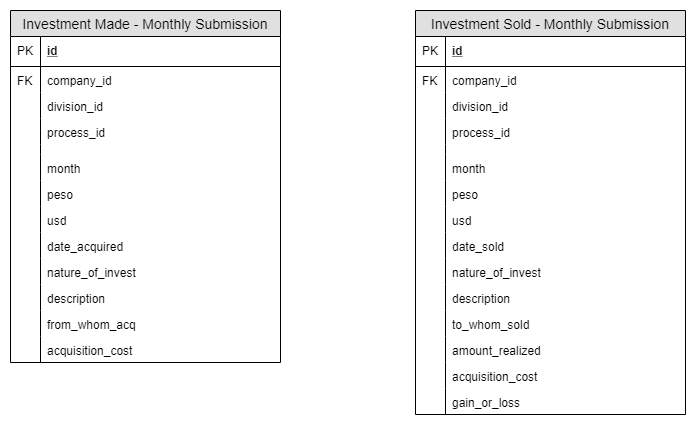 Investment Made - Monthly Submission
PK id
FK company_id
division_id
process_id
month
peso
usd
date_acquired
nature_of_invest
description
from_whom_acq
acquisition_cost
Investment Sold - Monthly Submission
PK id
FK company_id
division_id
process_id
month
peso
usd
date_sold
nature_of_invest
description
to_whom_sold
amount_realized
acquisition_cost
gain_or_loss